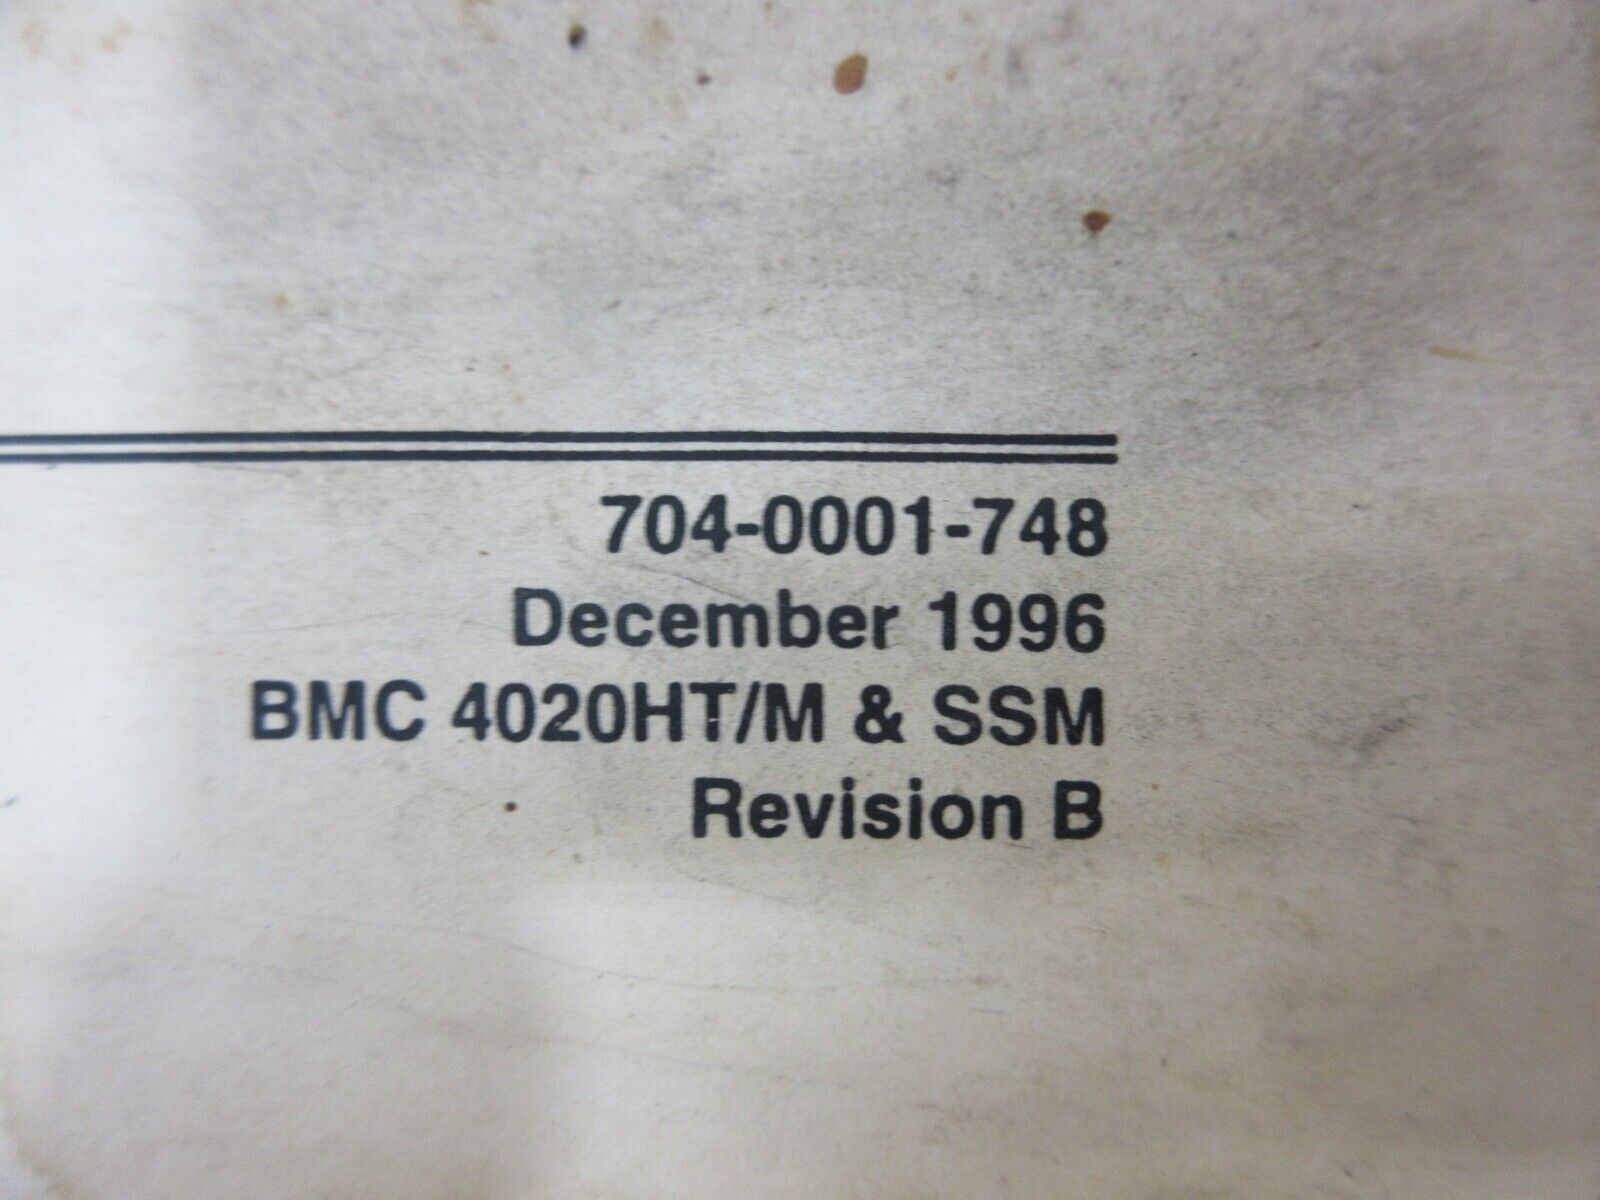 704-0001-748
December 1996
BMC 4020HT/M & SSM
Revision B